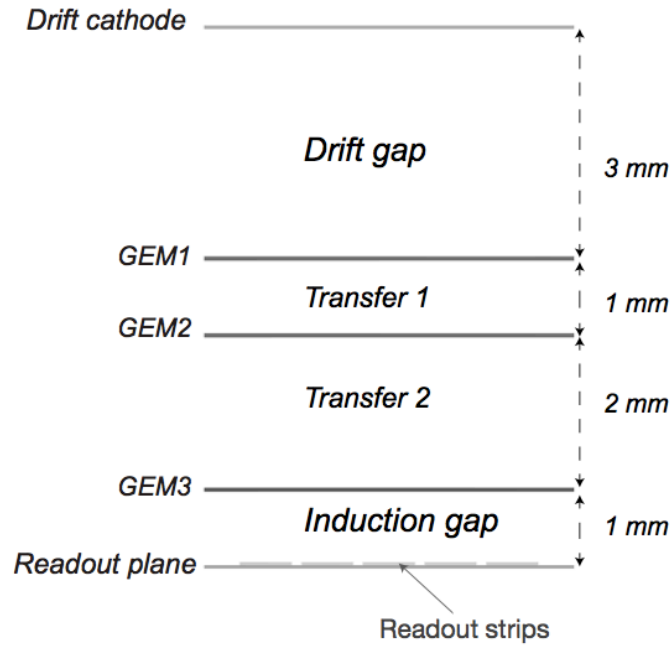 Drift cathode
Drift gap
3 mm
GEM1
Transfer 1
1 mm
GEM2
Transfer 2
2 mm
GEM3
Induction gap
1 mm
Readout plane
Readout strips